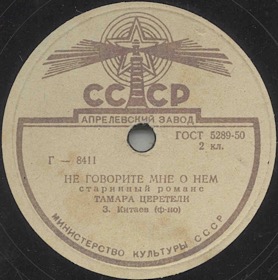 СССР
АПРЕЛЕВСКИЙ ЗАВОД
ГОСТ 5289-50
2 кл.
Г — 8411
НЕ ГОВОРИТЕ МНЕ О НЕМ
старинный романс
ТАМАРА ЦЕРЕТЕЛИ
З. Китаев (ф-но)
МИНИСТЕРСТВО КУЛЬТУРЫ СССР